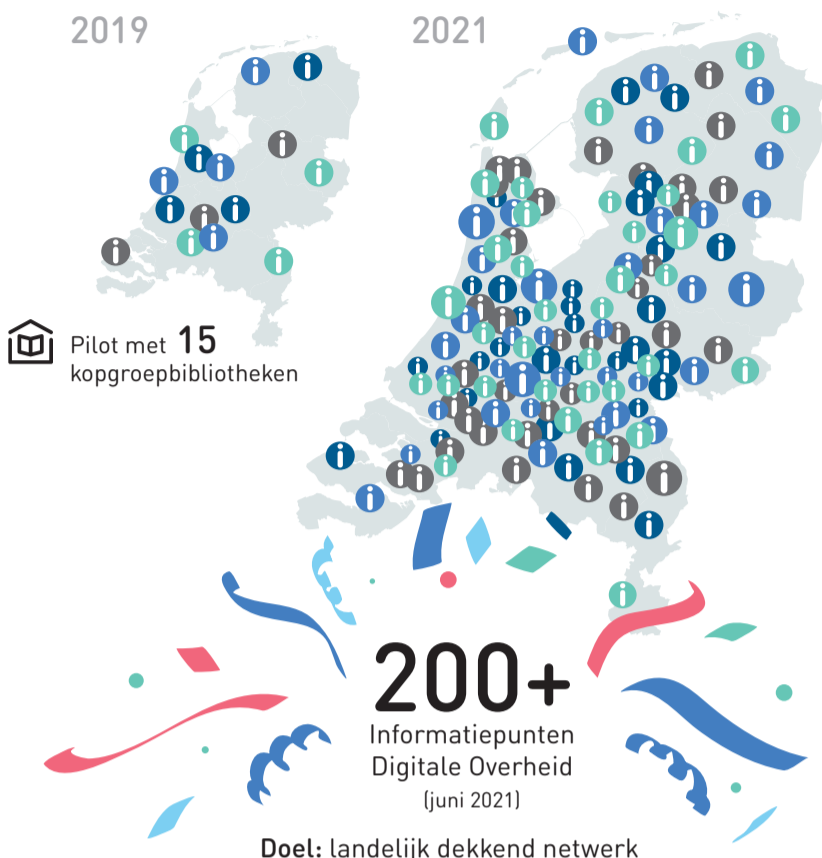 2019
2021
Pilot met 15
kopgroepbibliotheken
200+
Informatiepunten
Digitale Overheid
(juni 2021)
Doel: landelijk dekkend netwerk